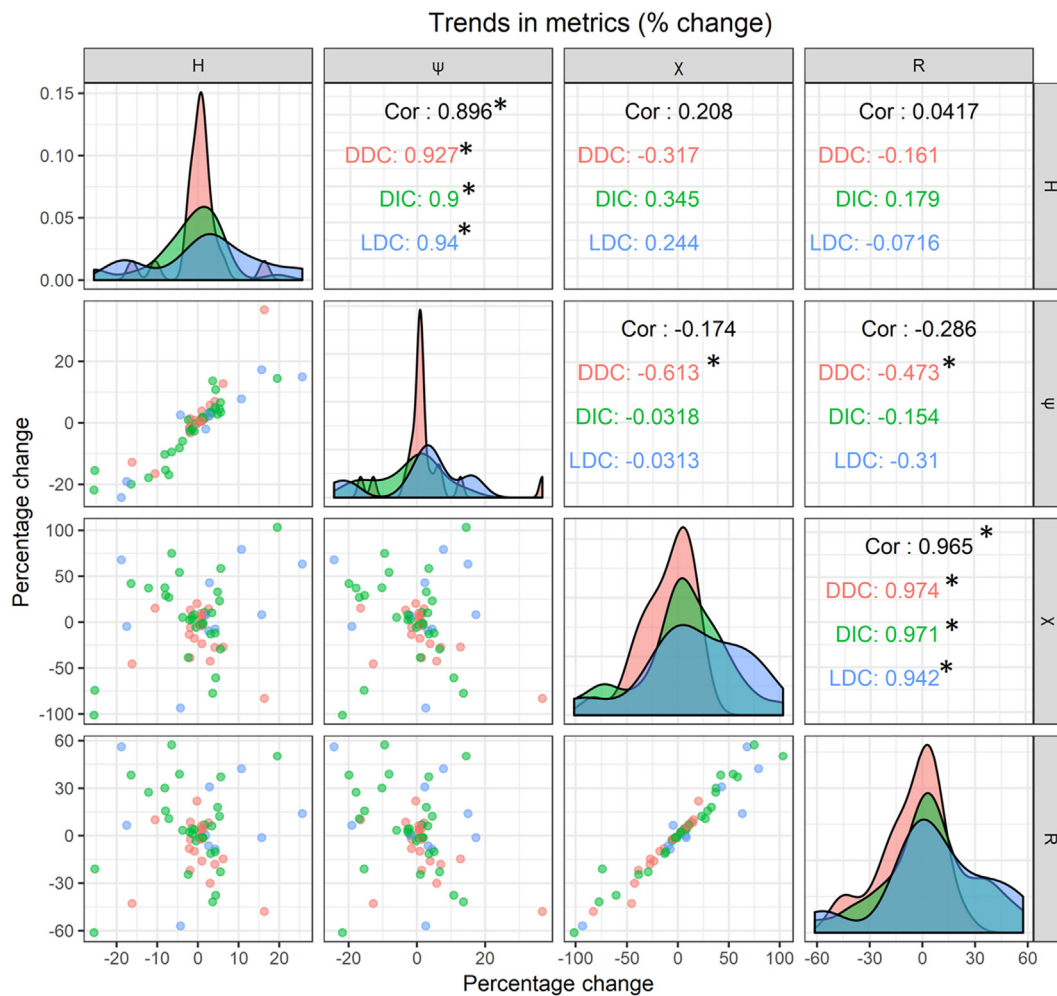 Trends in metrics (% change)
H ψ χ R
0.15
0.10
0.05
0.00
Cor : 0.896*
DDC: 0.927*
DIC: 0.9*
LDC: 0.94*
Cor : 0.208
DDC: -0.317
DIC: 0.345
LDC: 0.244
Cor : 0.0417
DDC: -0.161
DIC: 0.179
LDC: -0.0716
H
20
0
-20
Cor : -0.174
DDC: -0.613*
DIC: -0.0318
LDC: -0.0313
Cor : -0.286
DDC: -0.473*
DIC: -0.154
LDC: -0.31
ψ
Percentage change
100
50
0
-50
-100
Cor : 0.965*
DDC: 0.974*
DIC: 0.971*
LDC: 0.942*
χ
60
30
0
-30
-60
R
-20 -10 0 10 20
-20 0 20
-100 -50 0 50 100
-60 -30 0 30 60
Percentage change